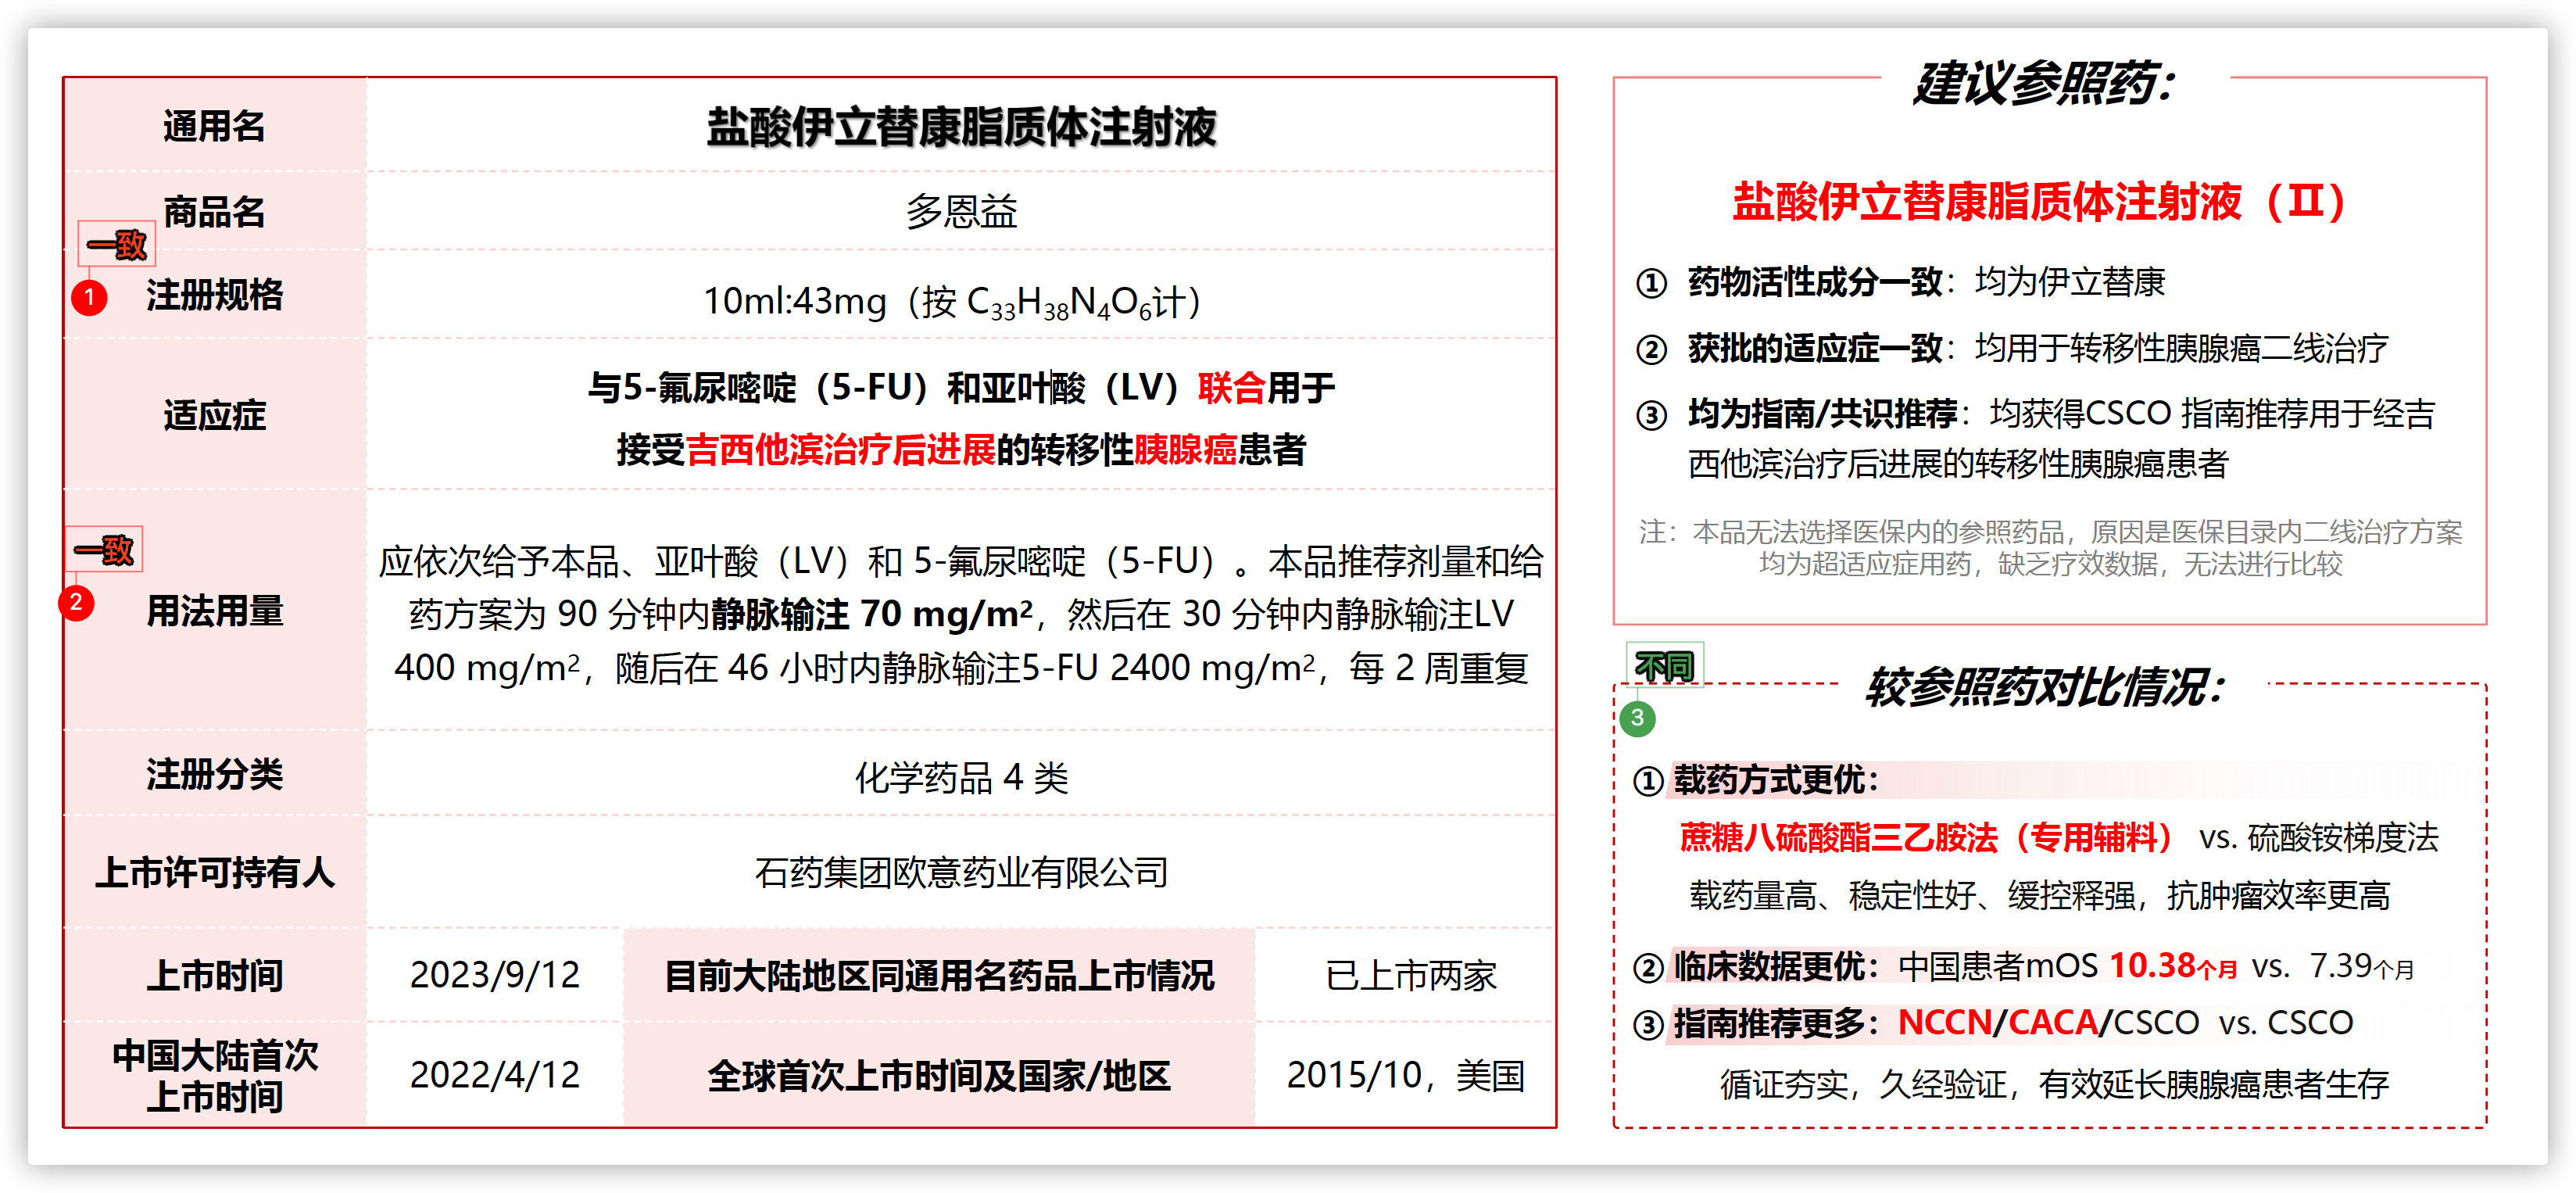 通用名 盐酸伊立替康脂质体注射液
商品名 多恩益
一致
1
注册规格 10ml:43mg（按 C₃₃H₃₈N₄O₆计）
适应症
与5-氟尿嘧啶（5-FU）和亚叶酸（LV）联合用于
接受吉西他滨治疗后进展的转移性胰腺癌患者
一致
2
用法用量
应依次给予本品、亚叶酸（LV）和 5-氟尿嘧啶（5-FU）。本品推荐剂量和给
药方案为 90 分钟内静脉输注 70 mg/m²，然后在 30 分钟内静脉输注LV
400 mg/m²，随后在 46 小时内静脉输注5-FU 2400 mg/m²，每 2 周重复
注册分类 化学药品 4 类
上市许可持有人 石药集团欧意药业有限公司
上市时间 2023/9/12 目前大陆地区同通用名药品上市情况 已上市两家
中国大陆首次
上市时间
2022/4/12 全球首次上市时间及国家/地区 2015/10，美国
建议参照药：
盐酸伊立替康脂质体注射液（Ⅱ）
① 药物活性成分一致：均为伊立替康
② 获批的适应症一致：均用于转移性胰腺癌二线治疗
③ 均为指南/共识推荐：均获得CSCO 指南推荐用于经吉
西他滨治疗后进展的转移性胰腺癌患者
注：本品无法选择医保内的参照药品，原因是医保目录内二线治疗方案
均为超适应症用药，缺乏疗效数据，无法进行比较
不同
3
较参照药对比情况：
① 载药方式更优：
蔗糖八硫酸酯三乙胺法（专用辅料） vs. 硫酸铵梯度法
载药量高、稳定性好、缓控释强，抗肿瘤效率更高
② 临床数据更优：中国患者mOS 10.38个月 vs. 7.39个月
③ 指南推荐更多：NCCN/CACA/CSCO vs. CSCO
循证夯实，久经验证，有效延长胰腺癌患者生存